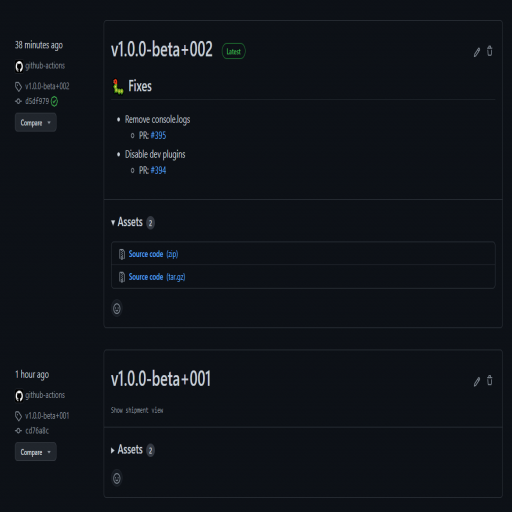 38 minutes ago
github-actions
v1.0.0-beta+002
d5df979
Compare
v1.0.0-beta+002 Latest
Fixes
Remove console.logs
PR: #395
Disable dev plugins
PR: #394
Assets 2
Source code (zip)
Source code (tar.gz)
1 hour ago
github-actions
v1.0.0-beta+001
cd76a8c
Compare
v1.0.0-beta+001
Show shipment view
Assets 2